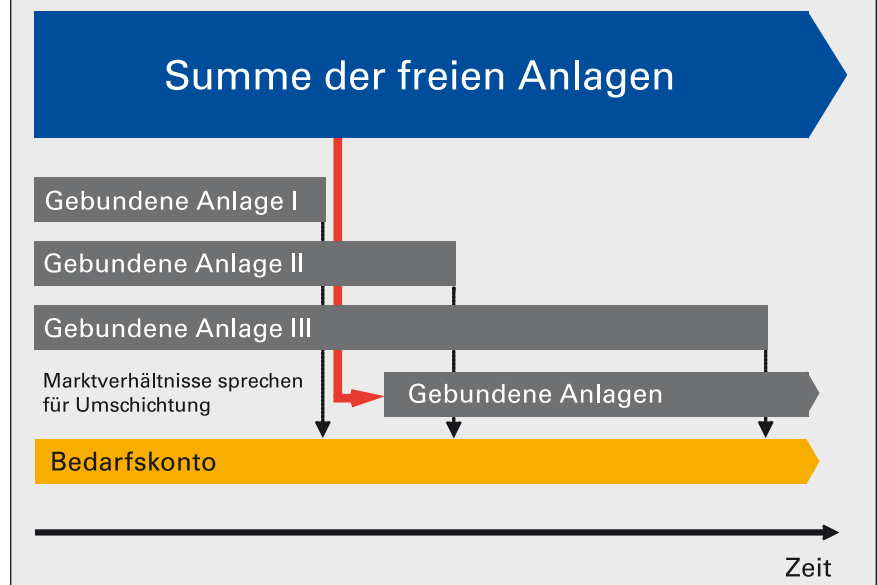 Summe der freien Anlagen
Gebundene Anlage I
Gebundene Anlage II
Gebundene Anlage III
Marktverhältnisse sprechen
für Umschichtung
Gebundene Anlagen
Bedarfskonto
Zeit